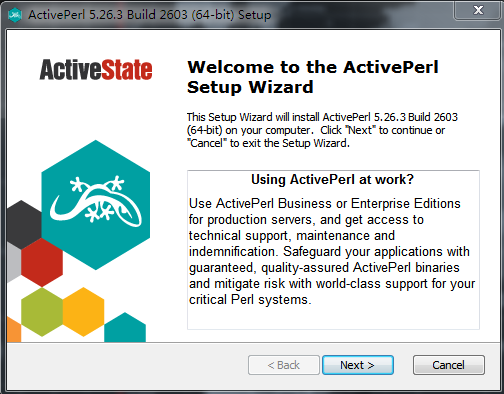 ActivePerl 5.26.3 Build 2603 (64-bit) Setup
ActiveState
Welcome to the ActivePerl
Setup Wizard
This Setup Wizard will install ActivePerl 5.26.3 Build 2603
(64-bit) on your computer. Click "Next" to continue or
"Cancel" to exit the Setup Wizard.
Using ActivePerl at work?
Use ActivePerl Business or Enterprise Editions
for production servers, and get access to
technical support, maintenance and
indemnification. Safeguard your applications with
guaranteed, quality-assured ActivePerl binaries
and mitigate risk with world-class support for your
critical Perl systems.
< Back
Next >
Cancel